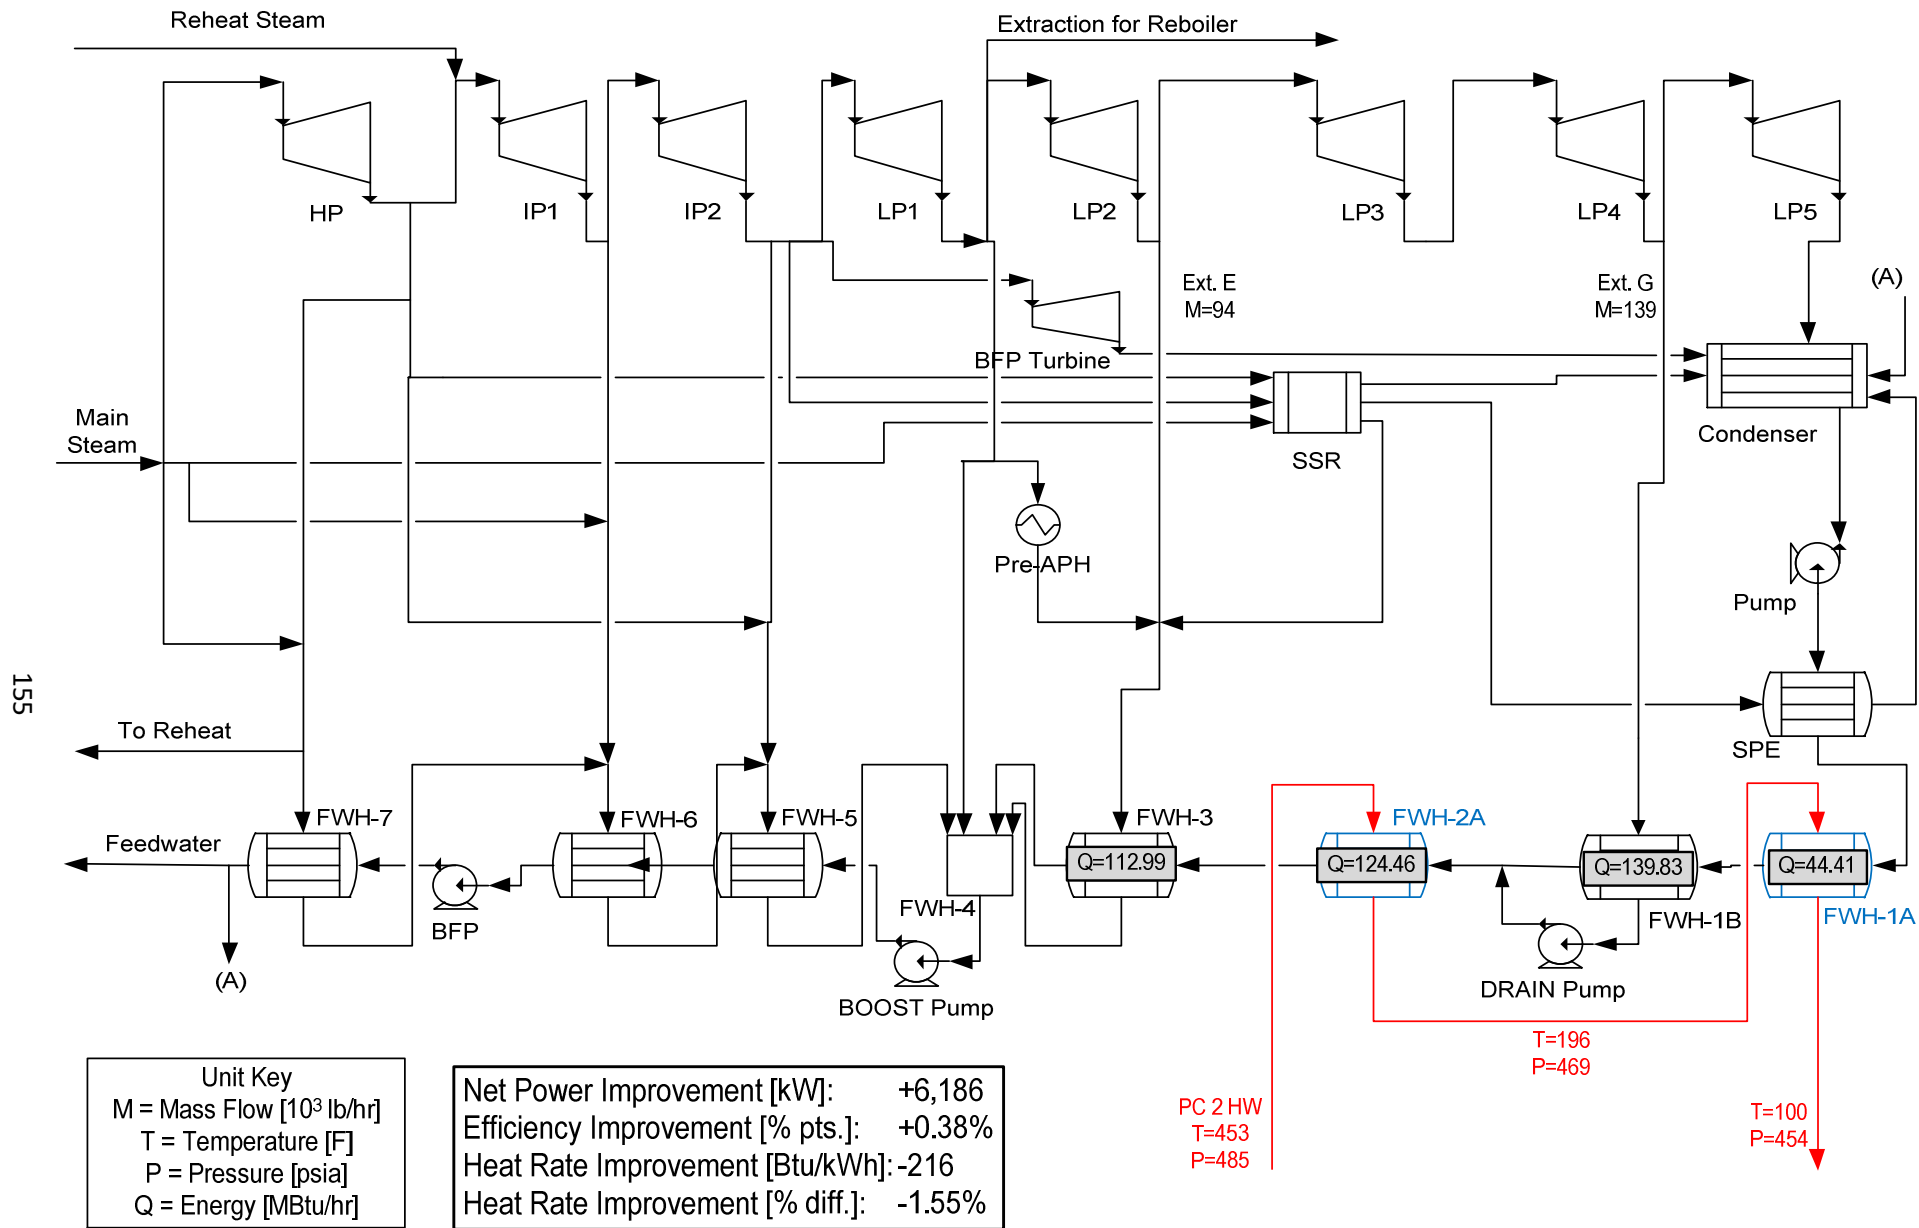 Reheat Steam
Extraction for Reboiler
HP
IP1
IP2
LP1
LP2
LP3
LP4
LP5
Ext. E
M=94
Ext. G
M=139
(A)
BFP Turbine
Main
Steam
SSR
Condenser
Pre-APH
Pump
155
To Reheat
SPE
FWH-7
FWH-6
FWH-5
FWH-3
FWH-2A
Feedwater
Q=112.99
Q=124.46
Q=139.83
Q=44.41
FWH-4
FWH-1B
FWH-1A
BFP
(A)
BOOST Pump
DRAIN Pump
T=196
P=469
PC 2 HW
T=453
P=485
T=100
P=454
Unit Key
M = Mass Flow [10³ lb/hr]
T = Temperature [F]
P = Pressure [psia]
Q = Energy [MBtu/hr]
Net Power Improvement [kW]: +6,186
Efficiency Improvement [% pts.]: +0.38%
Heat Rate Improvement [Btu/kWh]: -216
Heat Rate Improvement [% diff.]: -1.55%